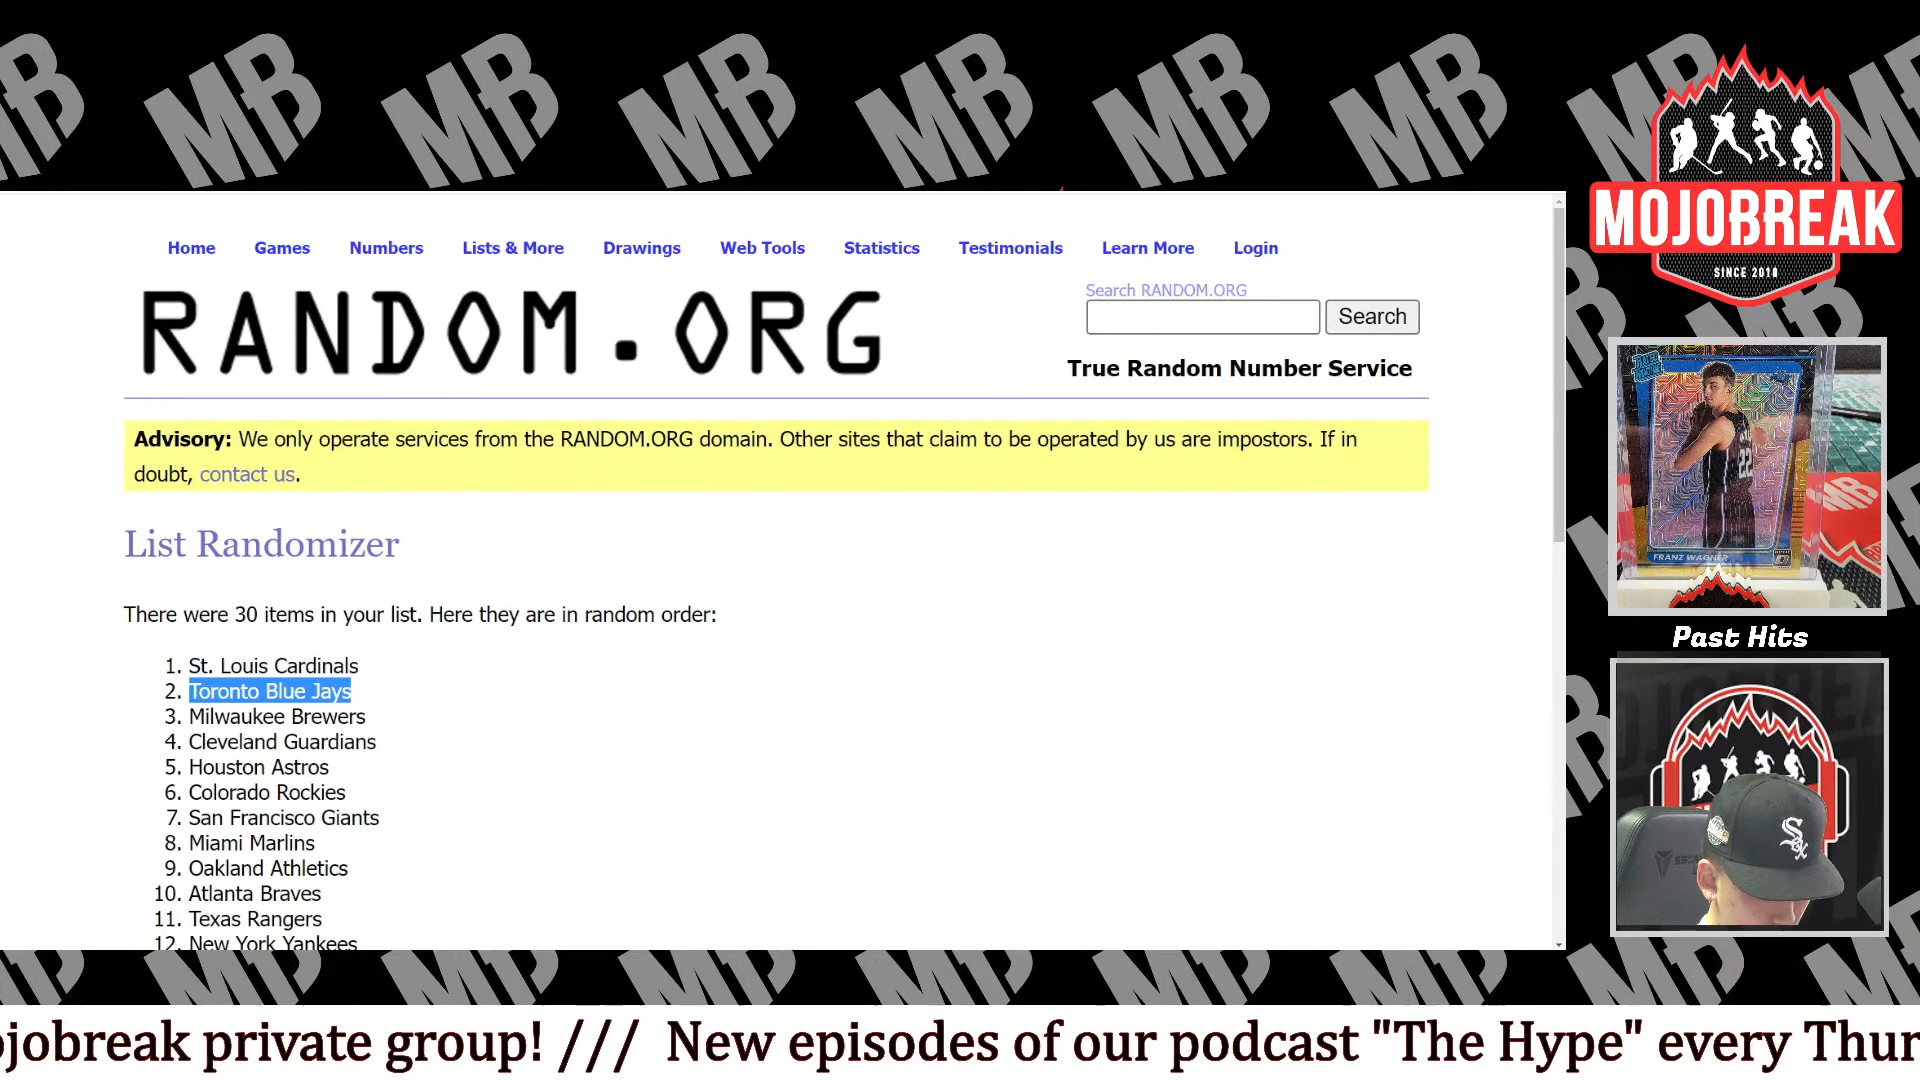 MB MB MB MB MB MB MB MB
MOJOBREAK
SINCE 2010
Home Games Numbers Lists & More Drawings Web Tools Statistics Testimonials Learn More Login
RANDOM.ORG
Search RANDOM.ORG
Search
True Random Number Service
Advisory: We only operate services from the RANDOM.ORG domain. Other sites that claim to be operated by us are impostors. If in
doubt, contact us.
List Randomizer
There were 30 items in your list. Here they are in random order:
1. St. Louis Cardinals
2. Toronto Blue Jays
3. Milwaukee Brewers
4. Cleveland Guardians
5. Houston Astros
6. Colorado Rockies
7. San Francisco Giants
8. Miami Marlins
9. Oakland Athletics
10. Atlanta Braves
11. Texas Rangers
12. New York Yankees
22
FRANZ WAGNER
Past Hits
Sox
ojobreak private group! /// New episodes of our podcast "The Hype" every Thur